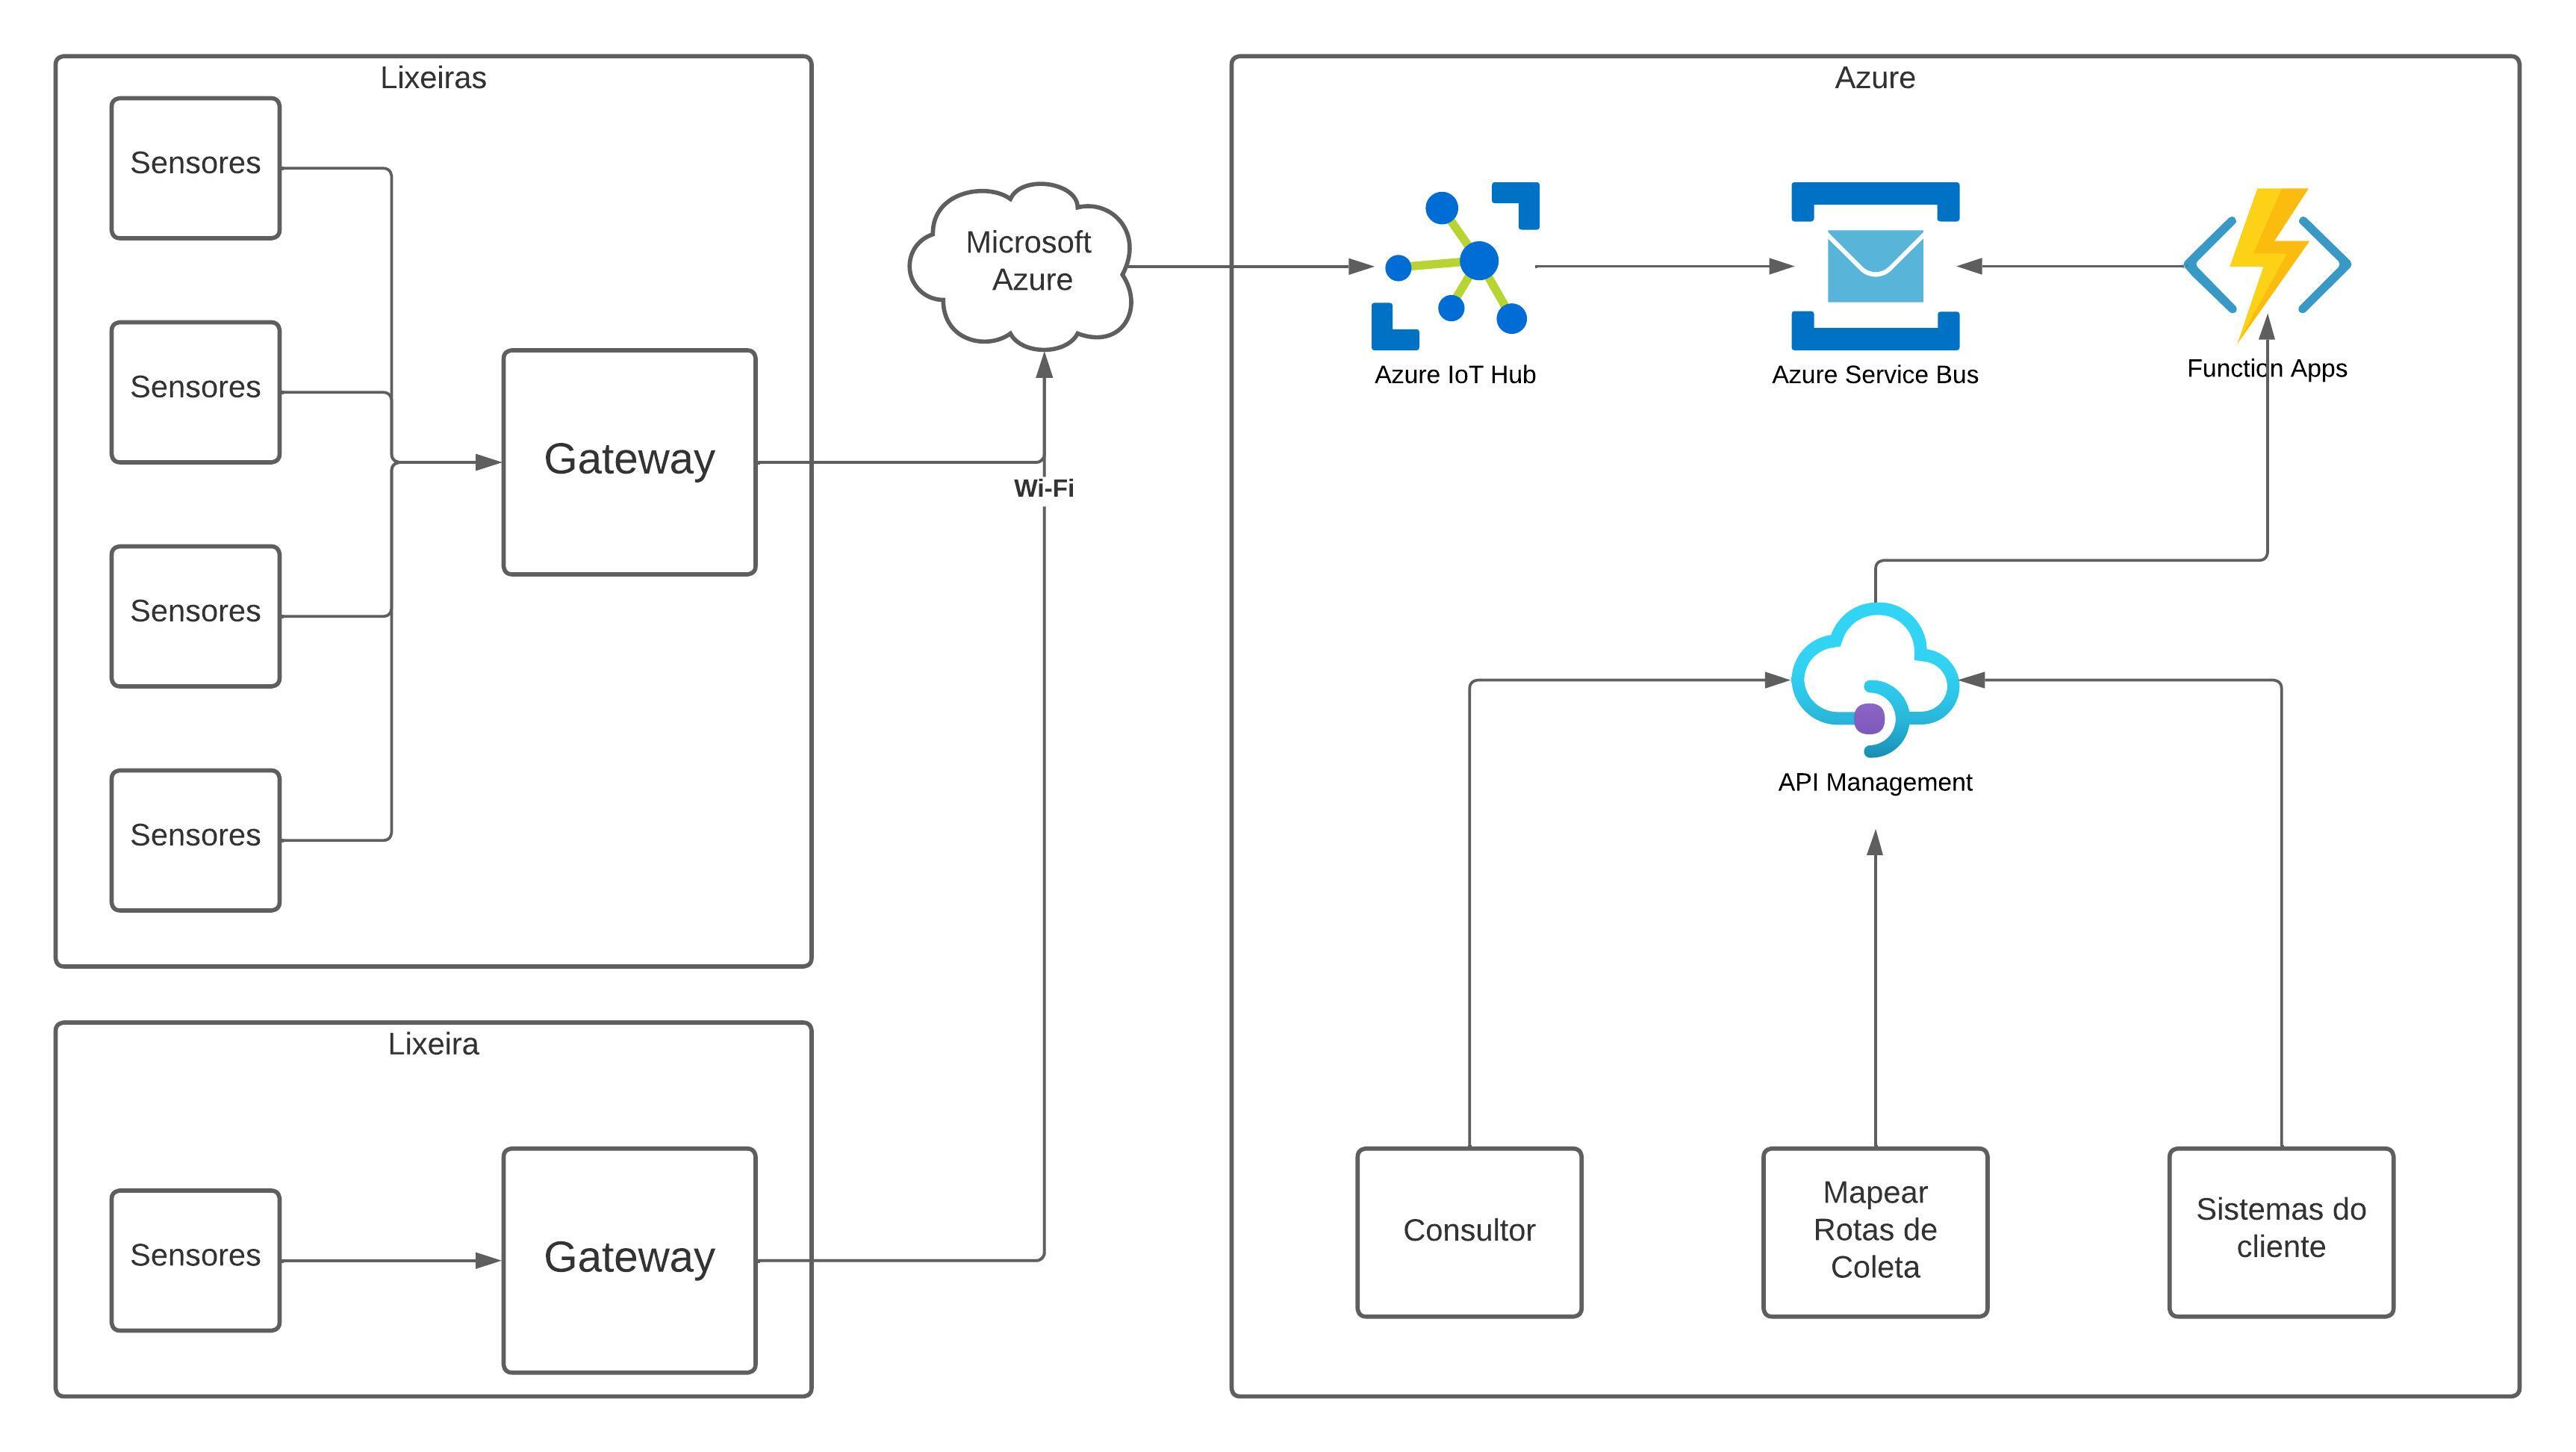 Lixeiras
Sensores
Sensores
Sensores
Sensores
Gateway
Lixeira
Sensores
Gateway
Microsoft
Azure
Wi-Fi
Azure
Azure IoT Hub
Azure Service Bus
Function Apps
API Management
Consultor
Mapear
Rotas de
Coleta
Sistemas do
cliente